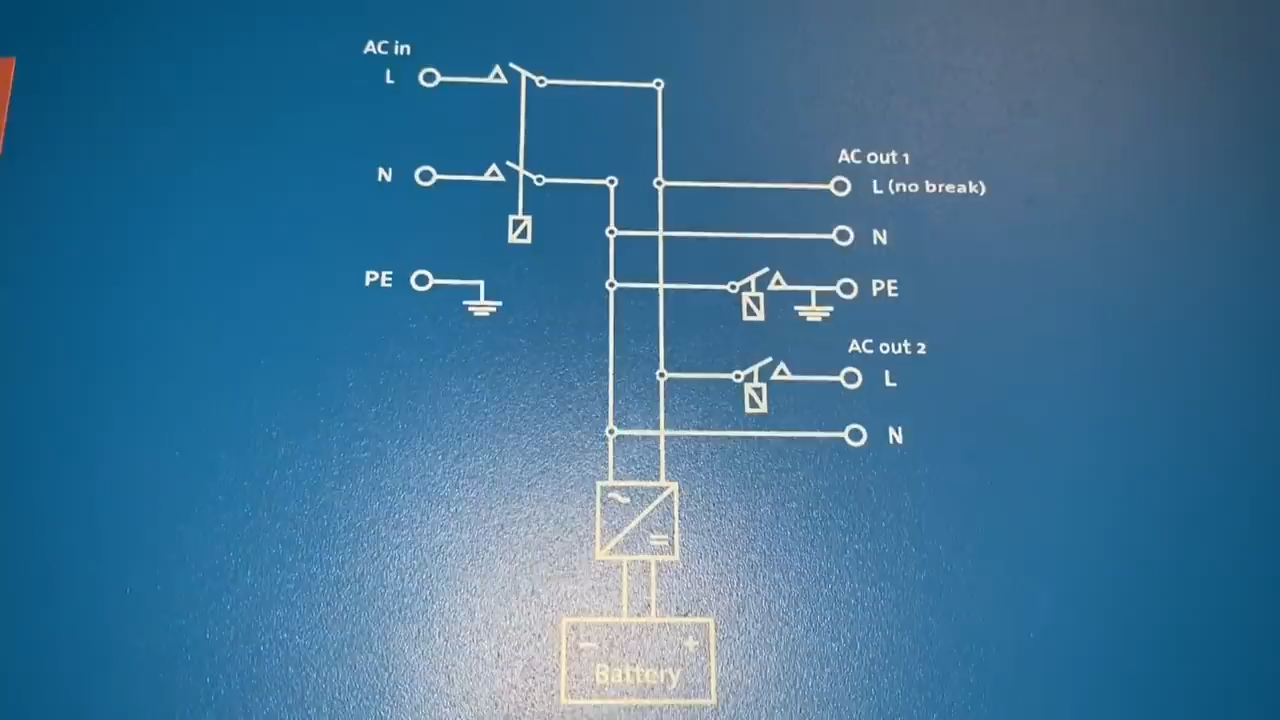 AC in
L
N
PE
AC out 1
L (no break)
N
PE
AC out 2
L
N
~
=
- +
Battery